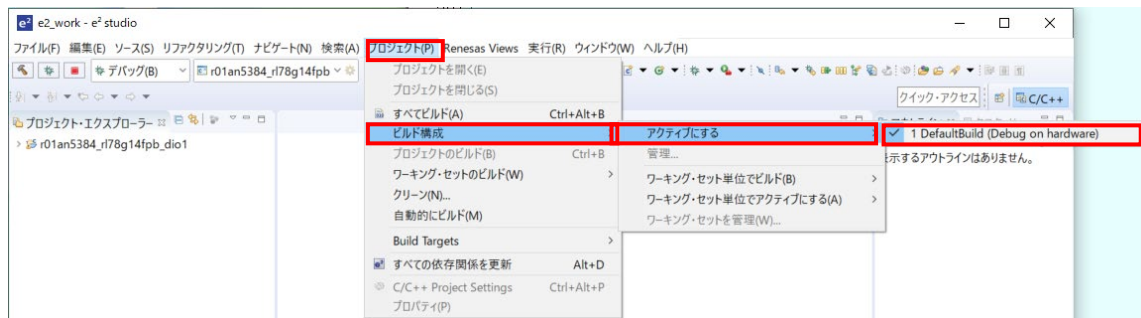 e2_work - e² studio
ファイル(F) 編集(E) ソース(S) リファクタリング(T) ナビゲート(N) 検索(A) プロジェクト(P) Renesas Views 実行(R) ウィンドウ(W) ヘルプ(H)
デバッグ(B) r01an5384_rl78g14fpb
クイック・アクセス C/C++
プロジェクト・エクスプローラー
r01an5384_rl78g14fpb_dio1
プロジェクトを開く(E)
プロジェクトを閉じる(S)
すべてビルド(A) Ctrl+Alt+B
ビルド構成
プロジェクトのビルド(B) Ctrl+B
ワーキング・セットのビルド(W)
クリーン(N)...
自動的にビルド(M)
Build Targets
すべての依存関係を更新 Alt+D
C/C++ Project Settings Ctrl+Alt+P
プロパティ(P)
アクティブにする
管理...
ワーキング・セット単位でビルド(B)
ワーキング・セット単位でアクティブにする(A)
ワーキング・セットを管理(W)...
1 DefaultBuild (Debug on hardware)
するアウトラインはありません。